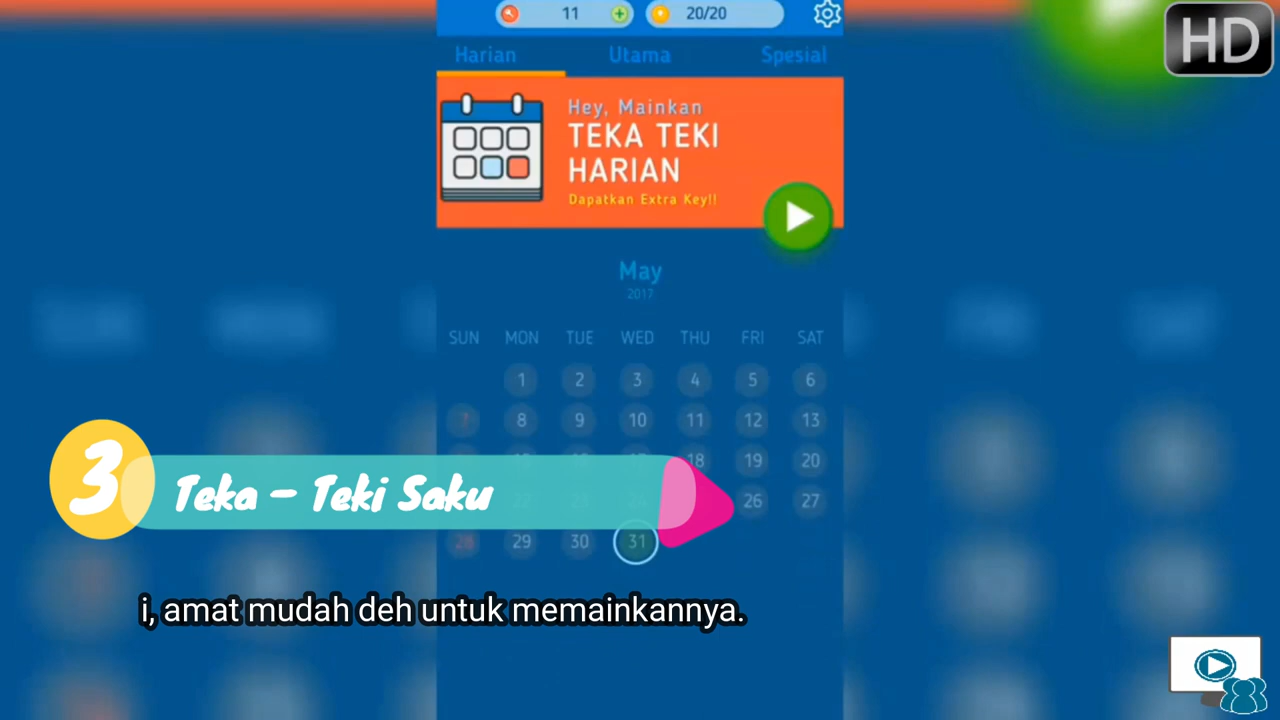 11
20/20
HD
Harian Utama Spesial
Hey, Mainkan
TEKA TEKI
HARIAN
Dapatkan Extra Key!!
May
2017
SUN MON TUE WED THU FRI SAT
1 2 3 4 5 6
7 8 9 10 11 12 13
18 19 20
26 27
28 29 30 31
3 Teka – Teki Saku
i, amat mudah deh untuk memainkannya.